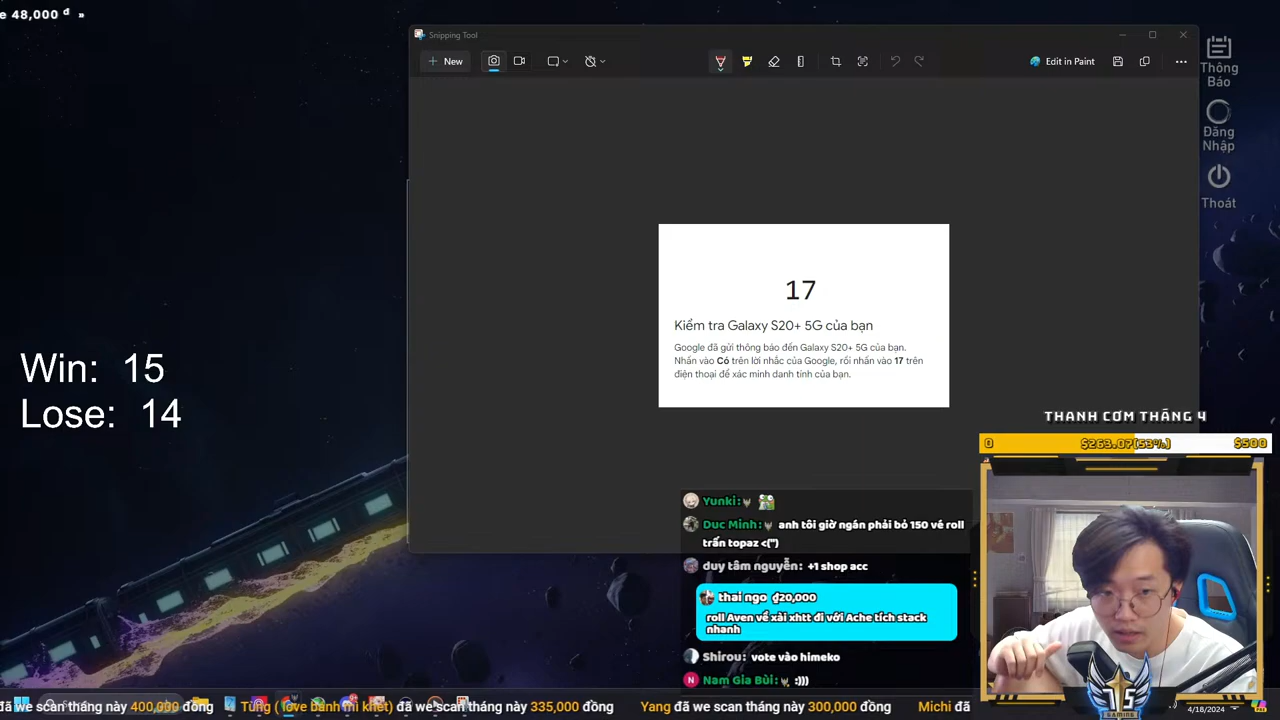 e 48,000 ₫ »
Snipping Tool
New
Edit in Paint
Thông
Báo
Đăng
Nhập
Thoát
17
Kiểm tra Galaxy S20+ 5G của bạn
Google đã gửi thông báo đến Galaxy S20+ 5G của bạn.
Nhấn vào Có trên lời nhắc của Google, rồi nhấn vào 17 trên
điện thoại để xác minh danh tính của bạn.
Win: 15
Lose: 14
THANH CƠM THÁNG 4
0 $263.07(53%) $500
Yunki:
Duc Minh: anh tôi giờ ngán phải bỏ 150 vé roll
trấn topaz <(")
duy tâm nguyễn: +1 shop acc
thai ngo ₫20,000
roll Aven về xài xhtt đi với Ache tích stack
nhanh
Shirou: vote vào himeko
N Nam Gia Bùi: :)))
đã we scan tháng này 400,000 đồng Tùng ( love bánh mì khét) đã we scan tháng này 335,000 đồng Yang đã we scan tháng này 300,000 đồng Michi đã
TS
GAMING
4/18/2024